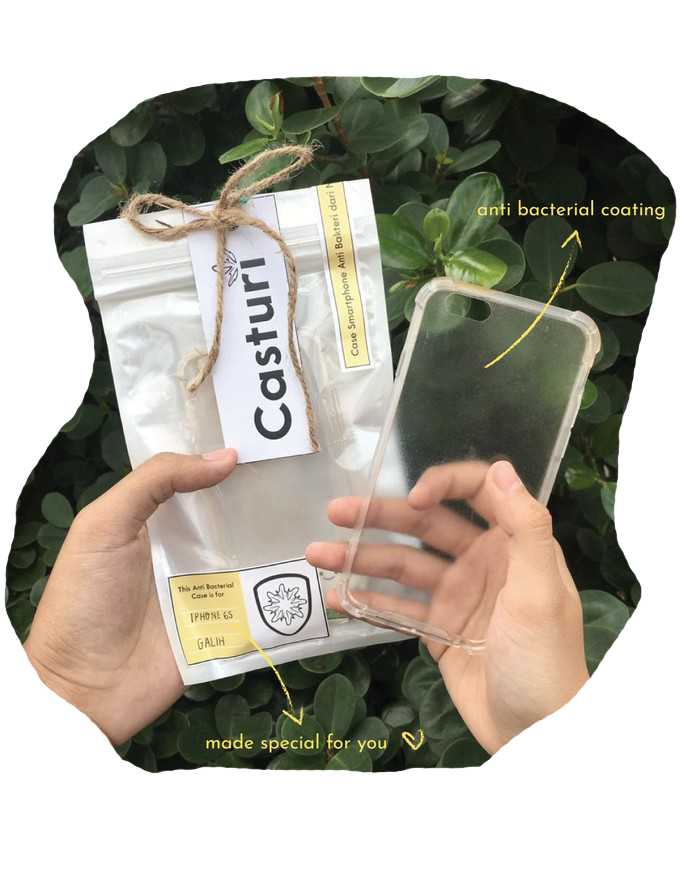 anti bacterial coating
Casturi
Case Smartphone Anti Bakteri dari
This Anti Bacterial
Case is for
IPHONE 6S
GALIH
made special for you